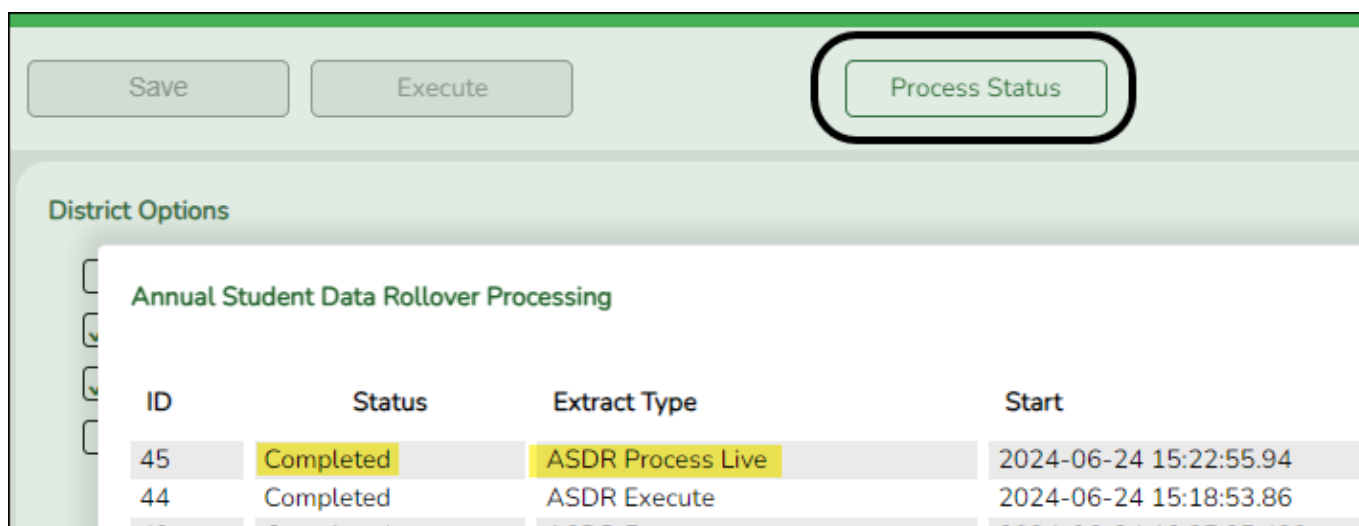 Save Execute Process Status
District Options
Annual Student Data Rollover Processing
ID Status Extract Type Start
45 Completed ASDR Process Live 2024-06-24 15:22:55.94
44 Completed ASDR Execute 2024-06-24 15:18:53.86